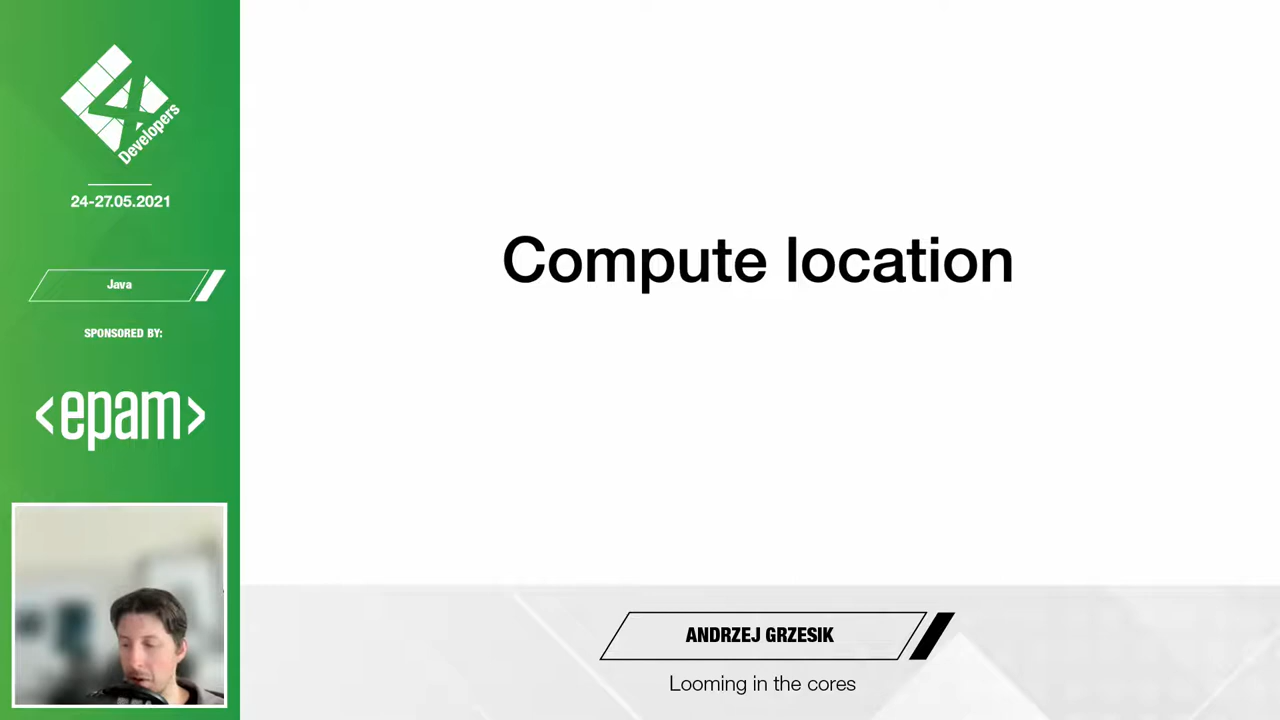 4
Developers
24-27.05.2021
Java
SPONSORED BY:
<epam>
Compute location
ANDRZEJ GRZESIK
Looming in the cores